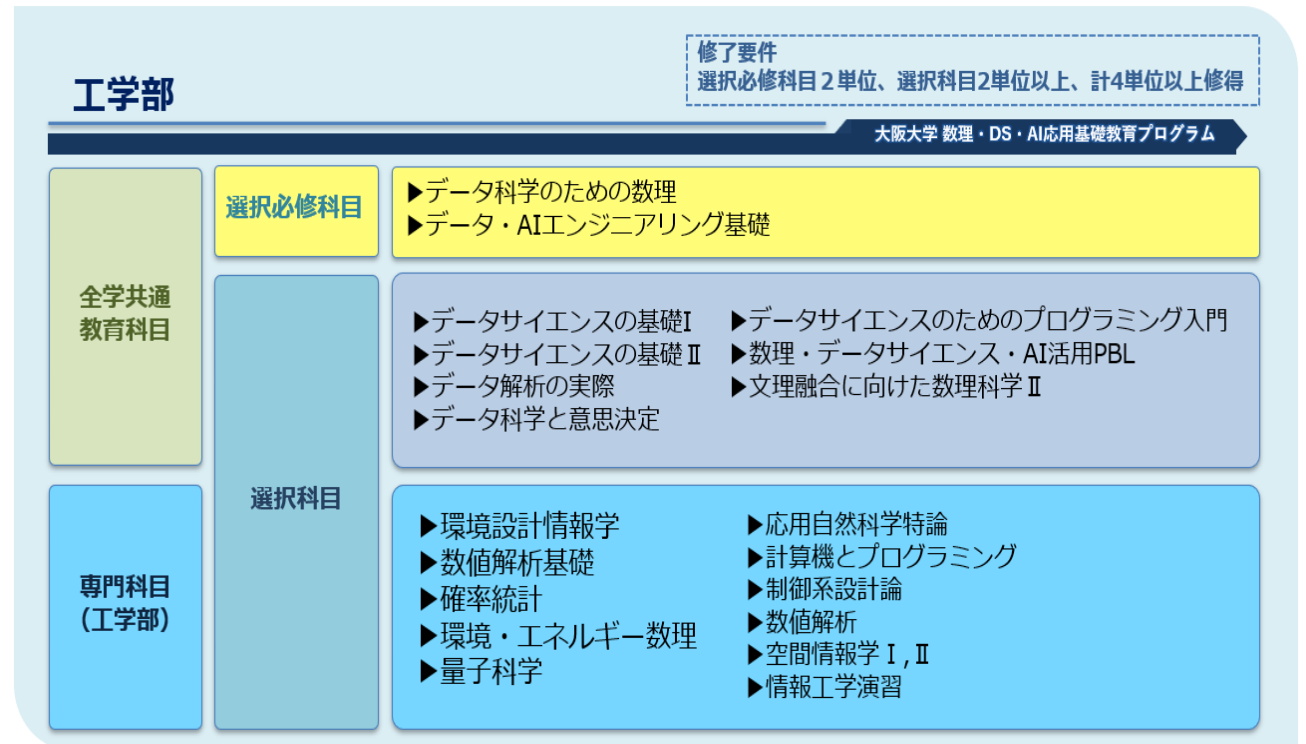 工学部
修了要件
選択必修科目２単位、選択科目2単位以上、計4単位以上修得
大阪大学 数理・DS・AI応用基礎教育プログラム
全学共通
教育科目
選択必修科目
▶データ科学のための数理
▶データ・AIエンジニアリング基礎
選択科目
▶データサイエンスの基礎Ⅰ
▶データサイエンスの基礎Ⅱ
▶データ解析の実際
▶データ科学と意思決定
▶データサイエンスのためのプログラミング入門
▶数理・データサイエンス・AI活用PBL
▶文理融合に向けた数理科学Ⅱ
専門科目
（工学部）
▶環境設計情報学
▶数値解析基礎
▶確率統計
▶環境・エネルギー数理
▶量子科学
▶応用自然科学特論
▶計算機とプログラミング
▶制御系設計論
▶数値解析
▶空間情報学Ⅰ,Ⅱ
▶情報工学演習